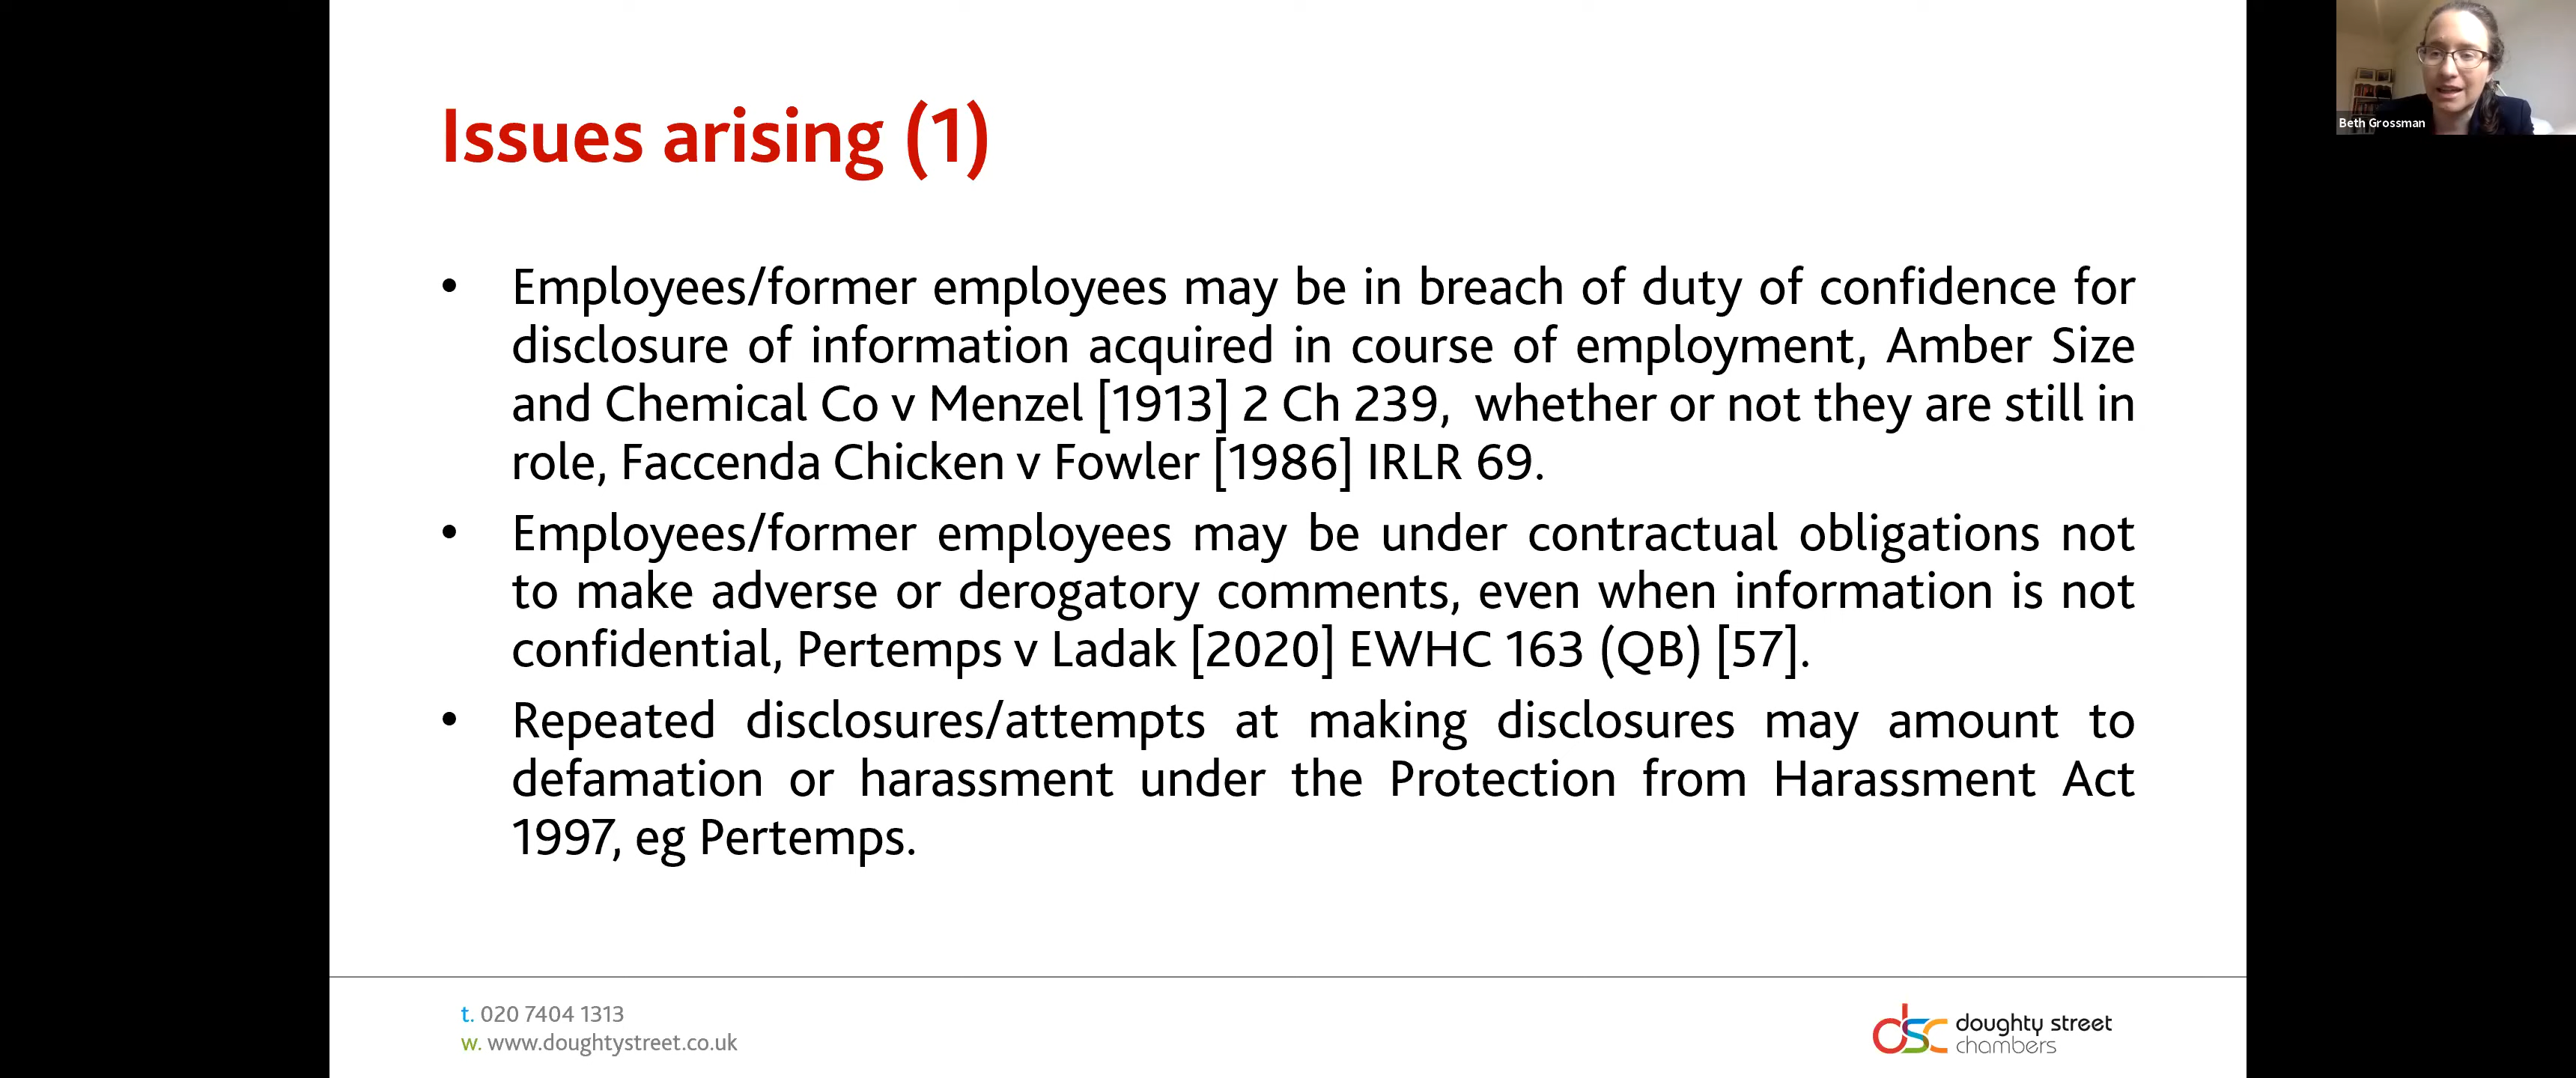 Issues arising (1)
• Employees/former employees may be in breach of duty of confidence for
disclosure of information acquired in course of employment, Amber Size
and Chemical Co v Menzel [1913] 2 Ch 239,  whether or not they are still in
role, Faccenda Chicken v Fowler [1986] IRLR 69.
• Employees/former employees may be under contractual obligations not
to make adverse or derogatory comments, even when information is not
confidential, Pertemps v Ladak [2020] EWHC 163 (QB) [57].
• Repeated disclosures/attempts at making disclosures may amount to
defamation or harassment under the Protection from Harassment Act
1997, eg Pertemps.
t. 020 7404 1313
w. www.doughtystreet.co.uk
dsc doughty street
chambers
Beth Grossman